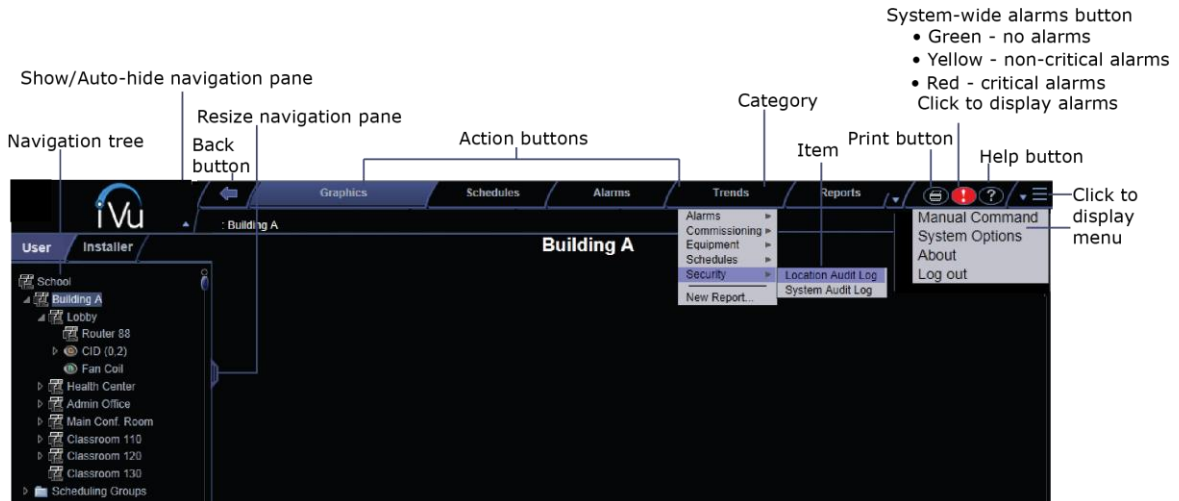 System-wide alarms button
• Green - no alarms
• Yellow - non-critical alarms
• Red - critical alarms
Click to display alarms
Show/Auto-hide navigation pane
Resize navigation pane
Category
Navigation tree
Back
button
Action buttons
Item
Print button
Help button
iVu
Graphics
Schedules
Alarms
Trends
Reports
!
?
Click to
display
menu
: Building A
User
Installer
Building A
Alarms
Commissioning
Equipment
Schedules
Security
New Report...
Location Audit Log
System Audit Log
Manual Command
System Options
About
Log out
School
Building A
Lobby
Router 88
CID (0,2)
Fan Coil
Health Center
Admin Office
Main Conf. Room
Classroom 110
Classroom 120
Classroom 130
Scheduling Groups